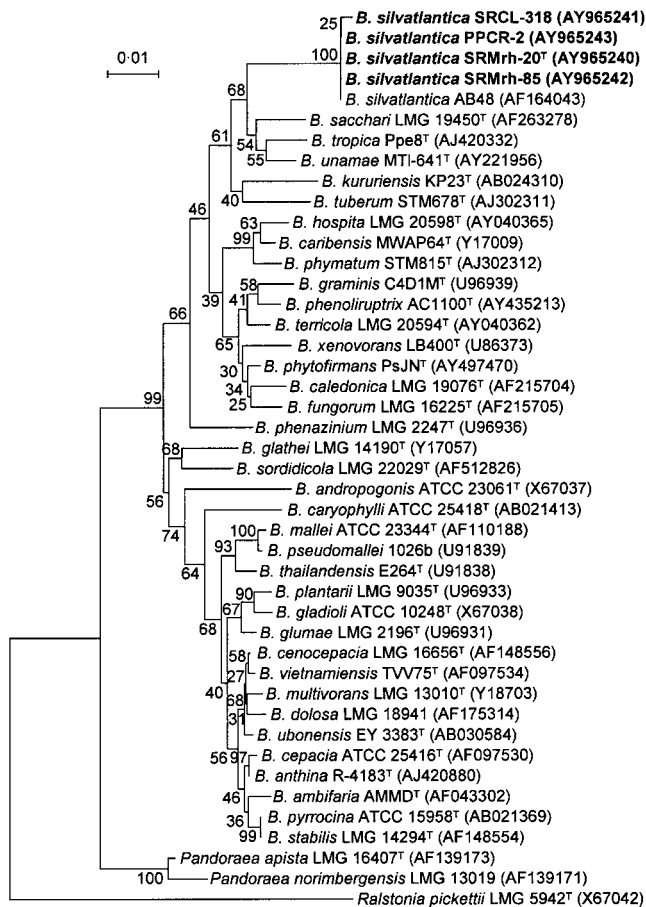 0·01
25
B. silvatlantica SRCL-318 (AY965241)
B. silvatlantica PPCR-2 (AY965243)
100
B. silvatlantica SRMrh-20ᵀ (AY965240)
B. silvatlantica SRMrh-85 (AY965242)
B. silvatlantica AB48 (AF164043)
68
B. sacchari LMG 19450ᵀ (AF263278)
61
B. tropica Ppe8ᵀ (AJ420332)
54
55
B. unamae MTI-641ᵀ (AY221956)
B. kururiensis KP23ᵀ (AB024310)
40
B. tuberum STM678ᵀ (AJ302311)
46
63
B. hospita LMG 20598ᵀ (AY040365)
99
B. caribensis MWAP64ᵀ (Y17009)
B. phymatum STM815ᵀ (AJ302312)
58
B. graminis C4D1Mᵀ (U96939)
39
41
B. phenoliruptrix AC1100ᵀ (AY435213)
66
B. terricola LMG 20594ᵀ (AY040362)
65
B. xenovorans LB400ᵀ (U86373)
30
B. phytofirmans PsJNᵀ (AY497470)
34
B. caledonica LMG 19076ᵀ (AF215704)
25
B. fungorum LMG 16225ᵀ (AF215705)
99
B. phenazinium LMG 2247ᵀ (U96936)
68
B. glathei LMG 14190ᵀ (Y17057)
B. sordidicola LMG 22029ᵀ (AF512826)
56
B. andropogonis ATCC 23061ᵀ (X67037)
B. caryophylli ATCC 25418ᵀ (AB021413)
74
100
B. mallei ATCC 23344ᵀ (AF110188)
93
B. pseudomallei 1026b (U91839)
64
B. thailandensis E264ᵀ (U91838)
90
B. plantarii LMG 9035ᵀ (U96933)
67
B. gladioli ATCC 10248ᵀ (X67038)
68
B. glumae LMG 2196ᵀ (U96931)
58
B. cenocepacia LMG 16656ᵀ (AF148556)
27
B. vietnamiensis TVV75ᵀ (AF097534)
40
68
B. multivorans LMG 13010ᵀ (Y18703)
31
B. dolosa LMG 18941 (AF175314)
B. ubonensis EY 3383ᵀ (AB030584)
56
97
B. cepacia ATCC 25416ᵀ (AF097530)
B. anthina R-4183ᵀ (AJ420880)
46
B. ambifaria AMMDᵀ (AF043302)
36
B. pyrrocina ATCC 15958ᵀ (AB021369)
99
B. stabilis LMG 14294ᵀ (AF148554)
Pandoraea apista LMG 16407ᵀ (AF139173)
100
Pandoraea norimbergensis LMG 13019 (AF139171)
Ralstonia pickettii LMG 5942ᵀ (X67042)